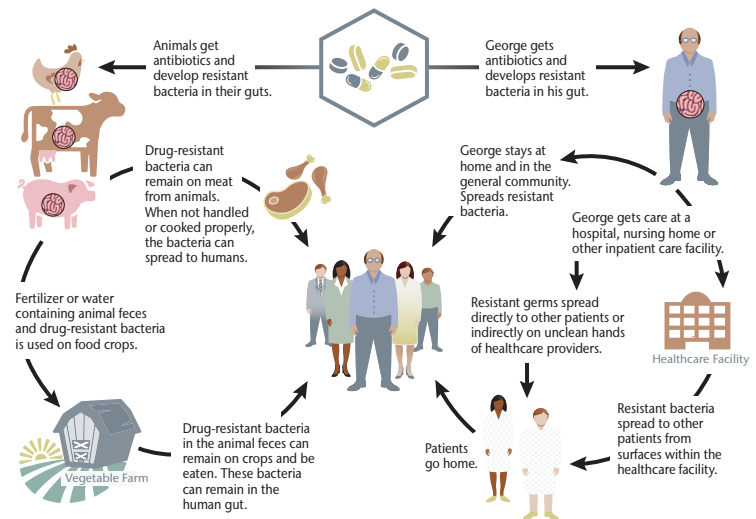 Animals get
antibiotics and
develop resistant
bacteria in their guts.
George gets
antibiotics and
develops resistant
bacteria in his gut.
Drug-resistant
bacteria can
remain on meat
from animals.
When not handled
or cooked properly,
the bacteria can
spread to humans.
George stays at
home and in the
general community.
Spreads resistant
bacteria.
George gets care at a
hospital, nursing home or
other inpatient care facility.
Fertilizer or water
containing animal feces
and drug-resistant bacteria
is used on food crops.
Resistant germs spread
directly to other patients or
indirectly on unclean hands
of healthcare providers.
Healthcare Facility
Vegetable Farm
Drug-resistant bacteria
in the animal feces can
remain on crops and be
eaten. These bacteria
can remain in the
human gut.
Patients
go home.
Resistant bacteria
spread to other
patients from
surfaces within the
healthcare facility.